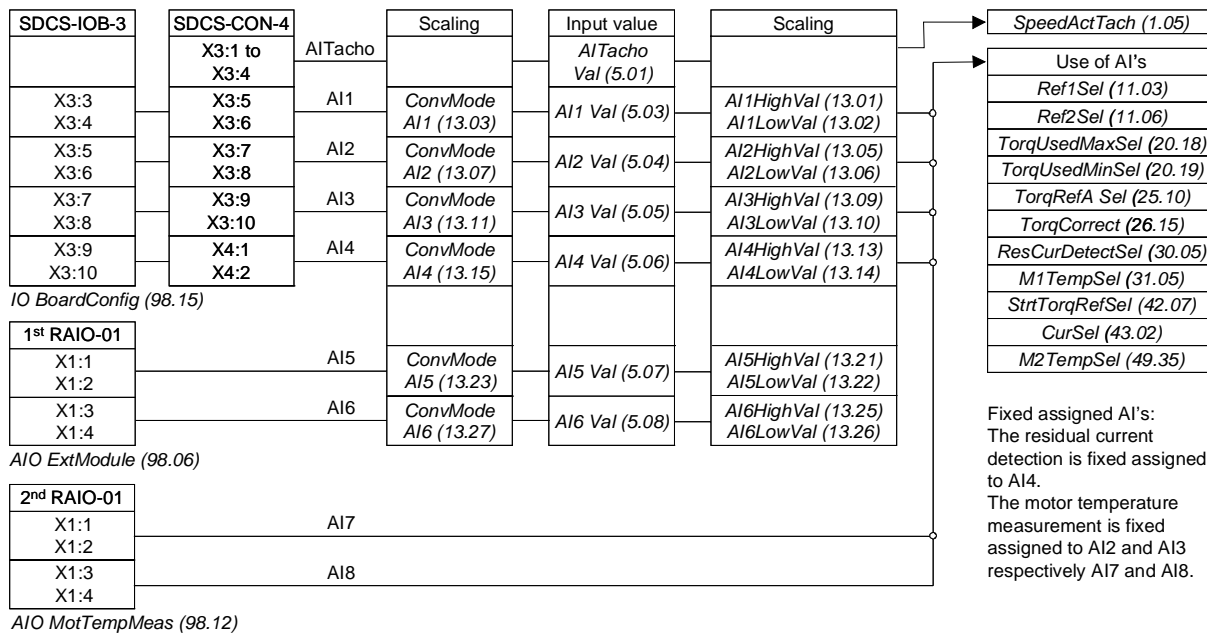 SDCS-IOB-3 SDCS-CON-4 Scaling Input value Scaling SpeedActTach (1.05)
X3:1 to AITacho AITacho
X3:4 Val (5.01)
Use of AI's
X3:3 X3:5 AI1 ConvMode AI1 Val (5.03) AI1HighVal (13.01) Ref1Sel (11.03)
X3:4 X3:6 AI1 (13.03) AI1LowVal (13.02) Ref2Sel (11.06)
X3:5 X3:7 AI2 ConvMode AI2 Val (5.04) AI2HighVal (13.05) TorqUsedMaxSel (20.18)
X3:6 X3:8 AI2 (13.07) AI2LowVal (13.06) TorqUsedMinSel (20.19)
X3:7 X3:9 AI3 ConvMode AI3 Val (5.05) AI3HighVal (13.09) TorqRefA Sel (25.10)
X3:8 X3:10 AI3 (13.11) AI3LowVal (13.10) TorqCorrect (26.15)
X3:9 X4:1 AI4 ConvMode AI4 Val (5.06) AI4HighVal (13.13) ResCurDetectSel (30.05)
X3:10 X4:2 AI4 (13.15) AI4LowVal (13.14) M1TempSel (31.05)
IO BoardConfig (98.15) StrtTorqRefSel (42.07)
1st RAIO-01 CurSel (43.02)
X1:1 AI5 ConvMode AI5 Val (5.07) AI5HighVal (13.21) M2TempSel (49.35)
X1:2 AI5 (13.23) AI5LowVal (13.22)
X1:3 AI6 ConvMode AI6 Val (5.08) AI6HighVal (13.25)
X1:4 AI6 (13.27) AI6LowVal (13.26)
AIO ExtModule (98.06)
Fixed assigned AI's:
The residual current
detection is fixed assigned
to AI4.
The motor temperature
measurement is fixed
assigned to AI2 and AI3
respectively AI7 and AI8.
2nd RAIO-01
X1:1 AI7
X1:2
X1:3 AI8
X1:4
AIO MotTempMeas (98.12)